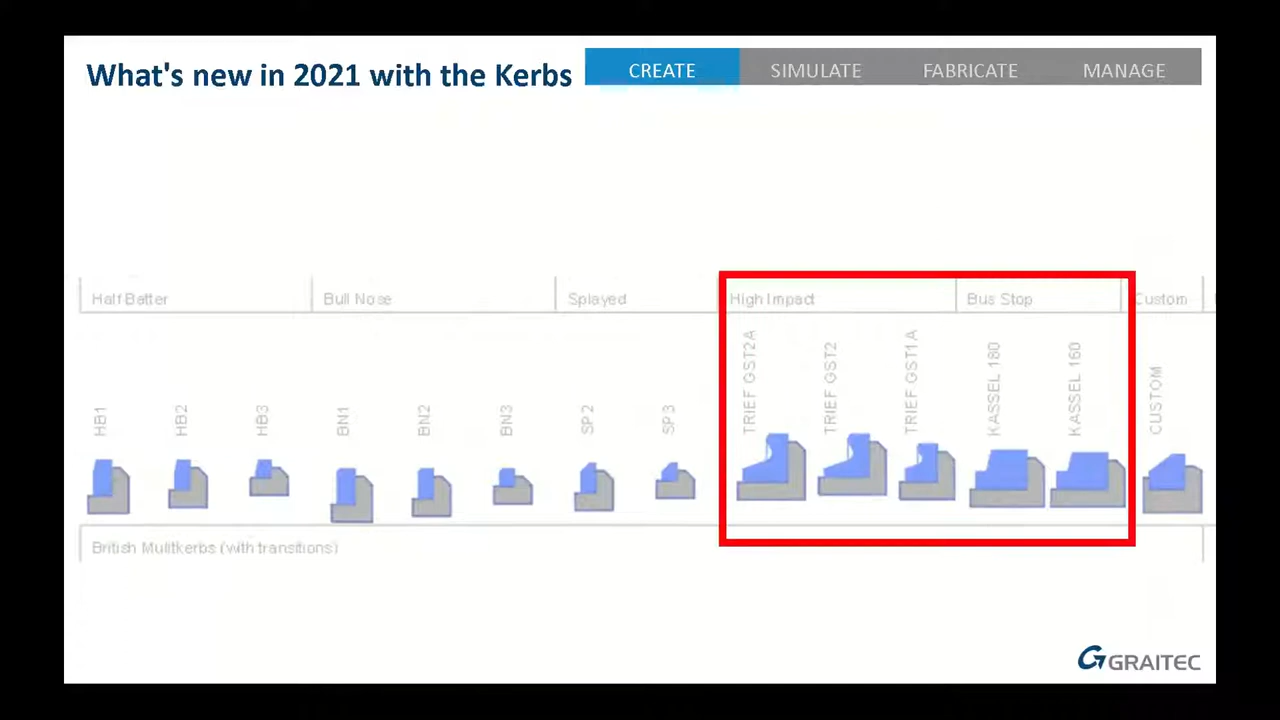 What's new in 2021 with the Kerbs
CREATE SIMULATE FABRICATE MANAGE
Half Batter Bull Nose Splayed High Impact Bus Stop Custom
HB1 HB2 HB3 BN1 BN2 BN3 SP2 SP3 TRIEF GST2A TRIEF GST2 TRIEF GST1A KASSEL 180 KASSEL 160 CUSTOM
British Mulitkerbs (with transitions)
GRAITEC